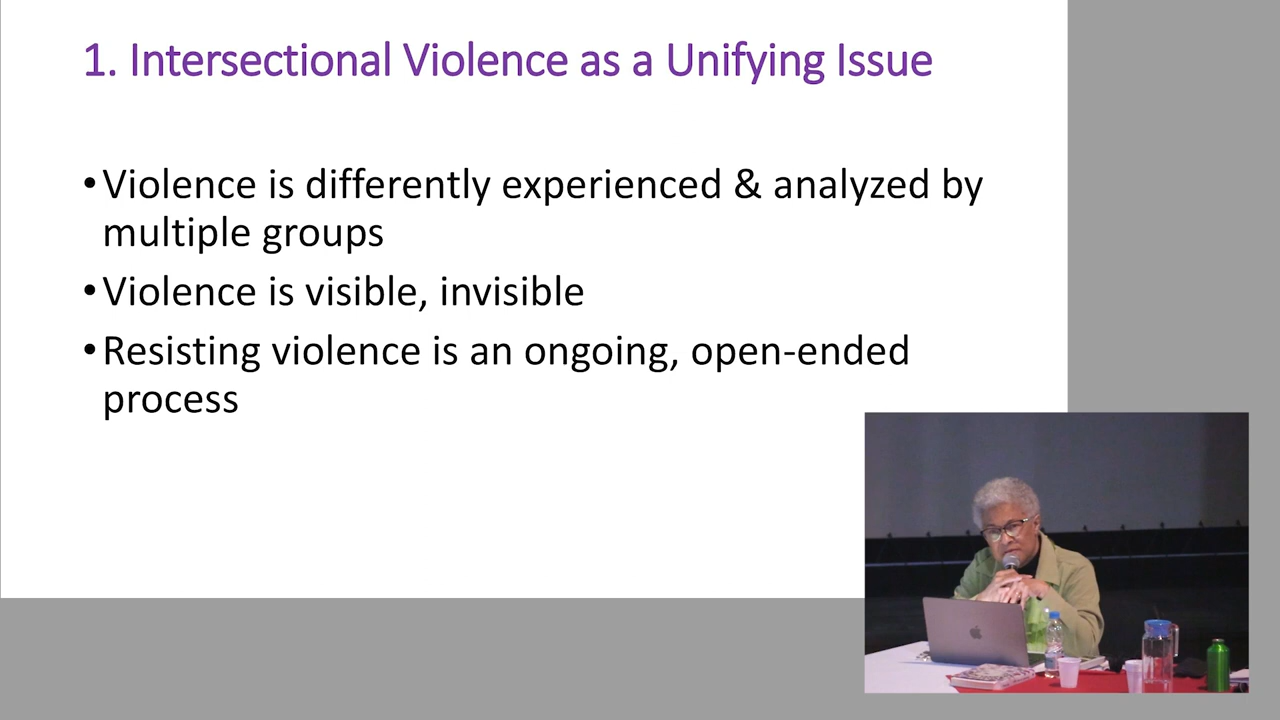 1. Intersectional Violence as a Unifying Issue
•Violence is differently experienced & analyzed by
multiple groups
•Violence is visible, invisible
•Resisting violence is an ongoing, open-ended
process